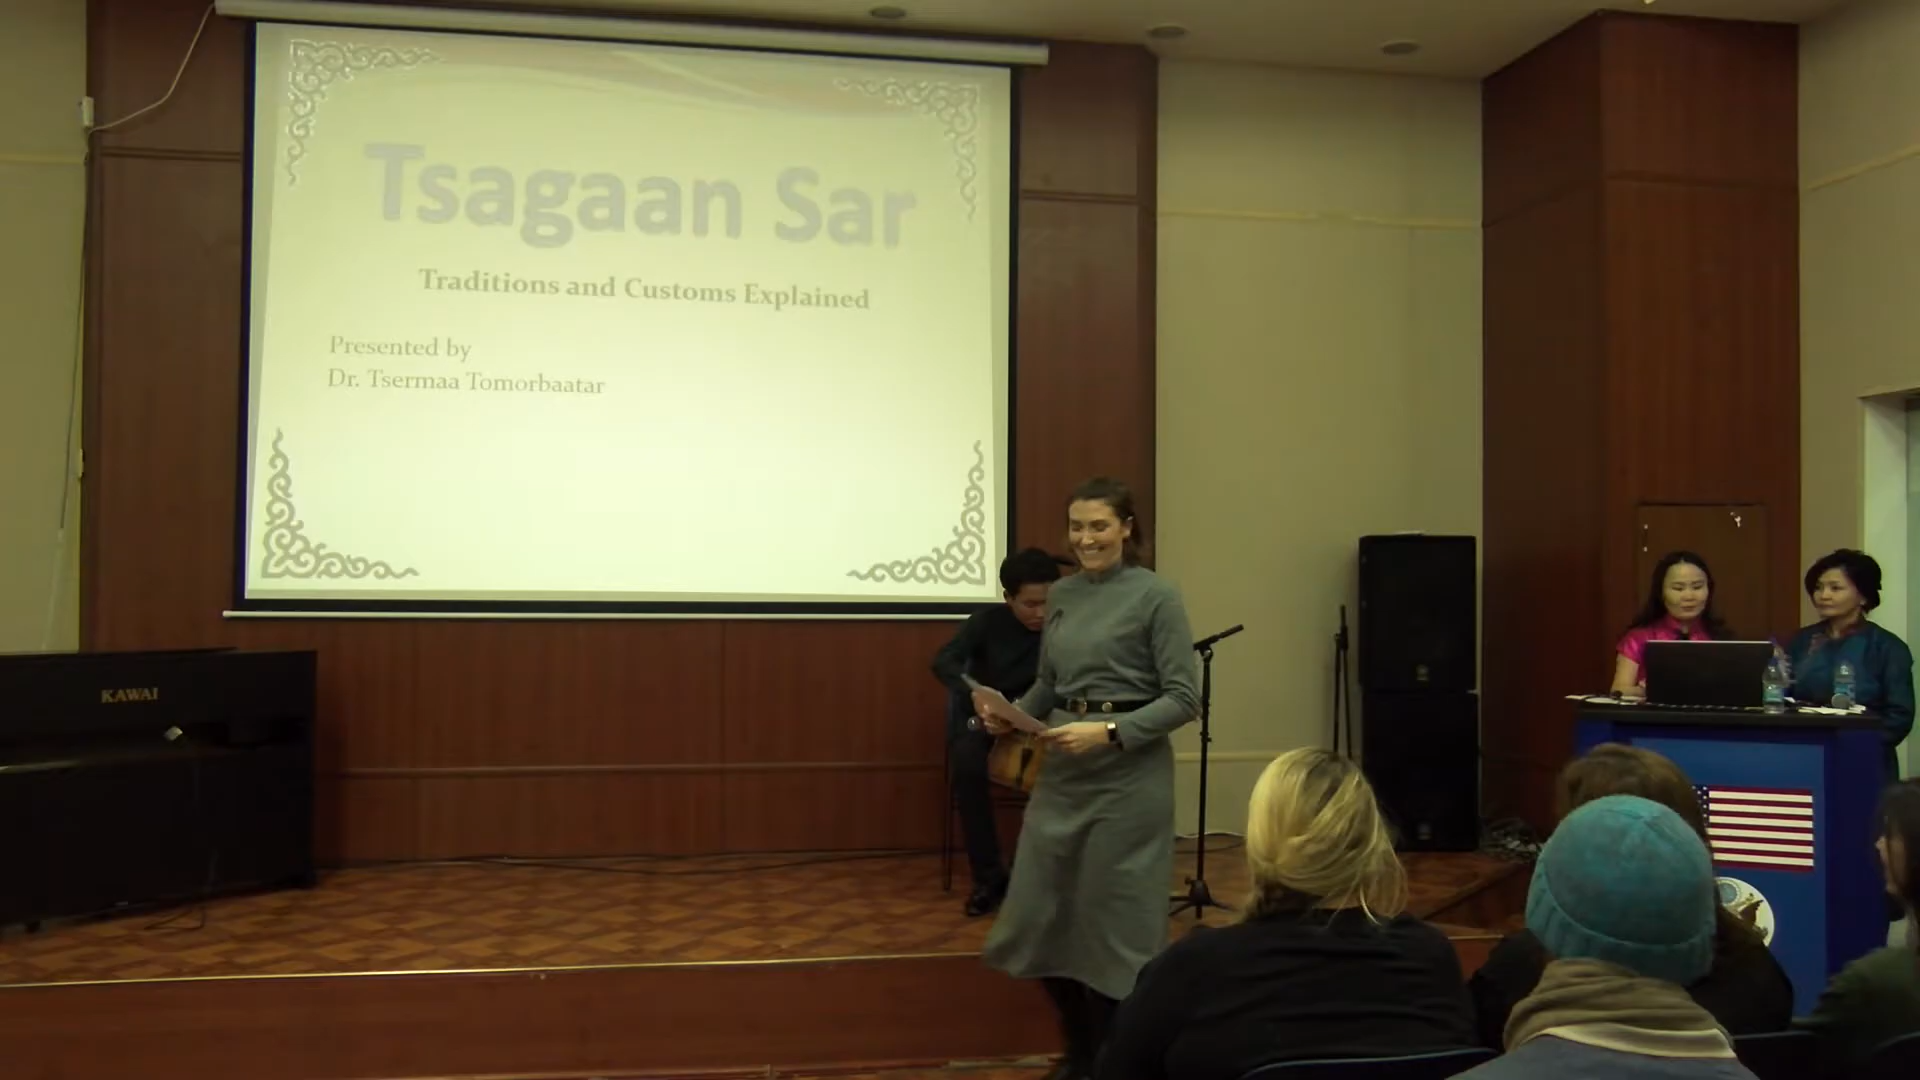 Tsagaan Sar
Traditions and Customs Explained
Presented by
Dr. Tsermaa Tomorbaatar
KAWAI